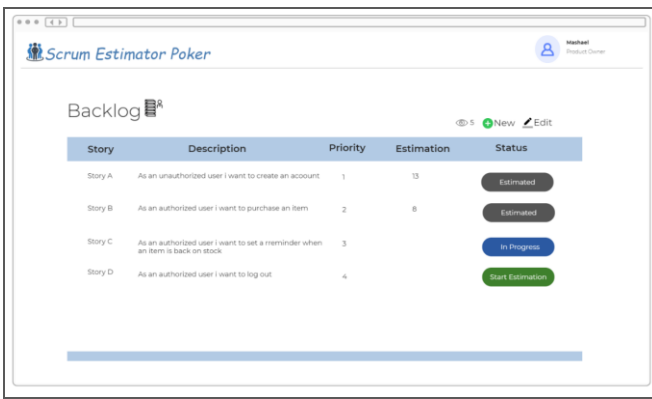 Scrum Estimator Poker
Mashael
Product Owner
Backlog
5 New Edit
Story Description Priority Estimation Status
Story A As an unauthorized user i want to create an acoount 1 13 Estimated
Story B As an authorized user i want to purchase an item 2 8 Estimated
Story C As an authorized user i want to set a rreminder when 3 In Progress
an item is back on stock
Story D As an authorized user i want to log out 4 Start Estimation